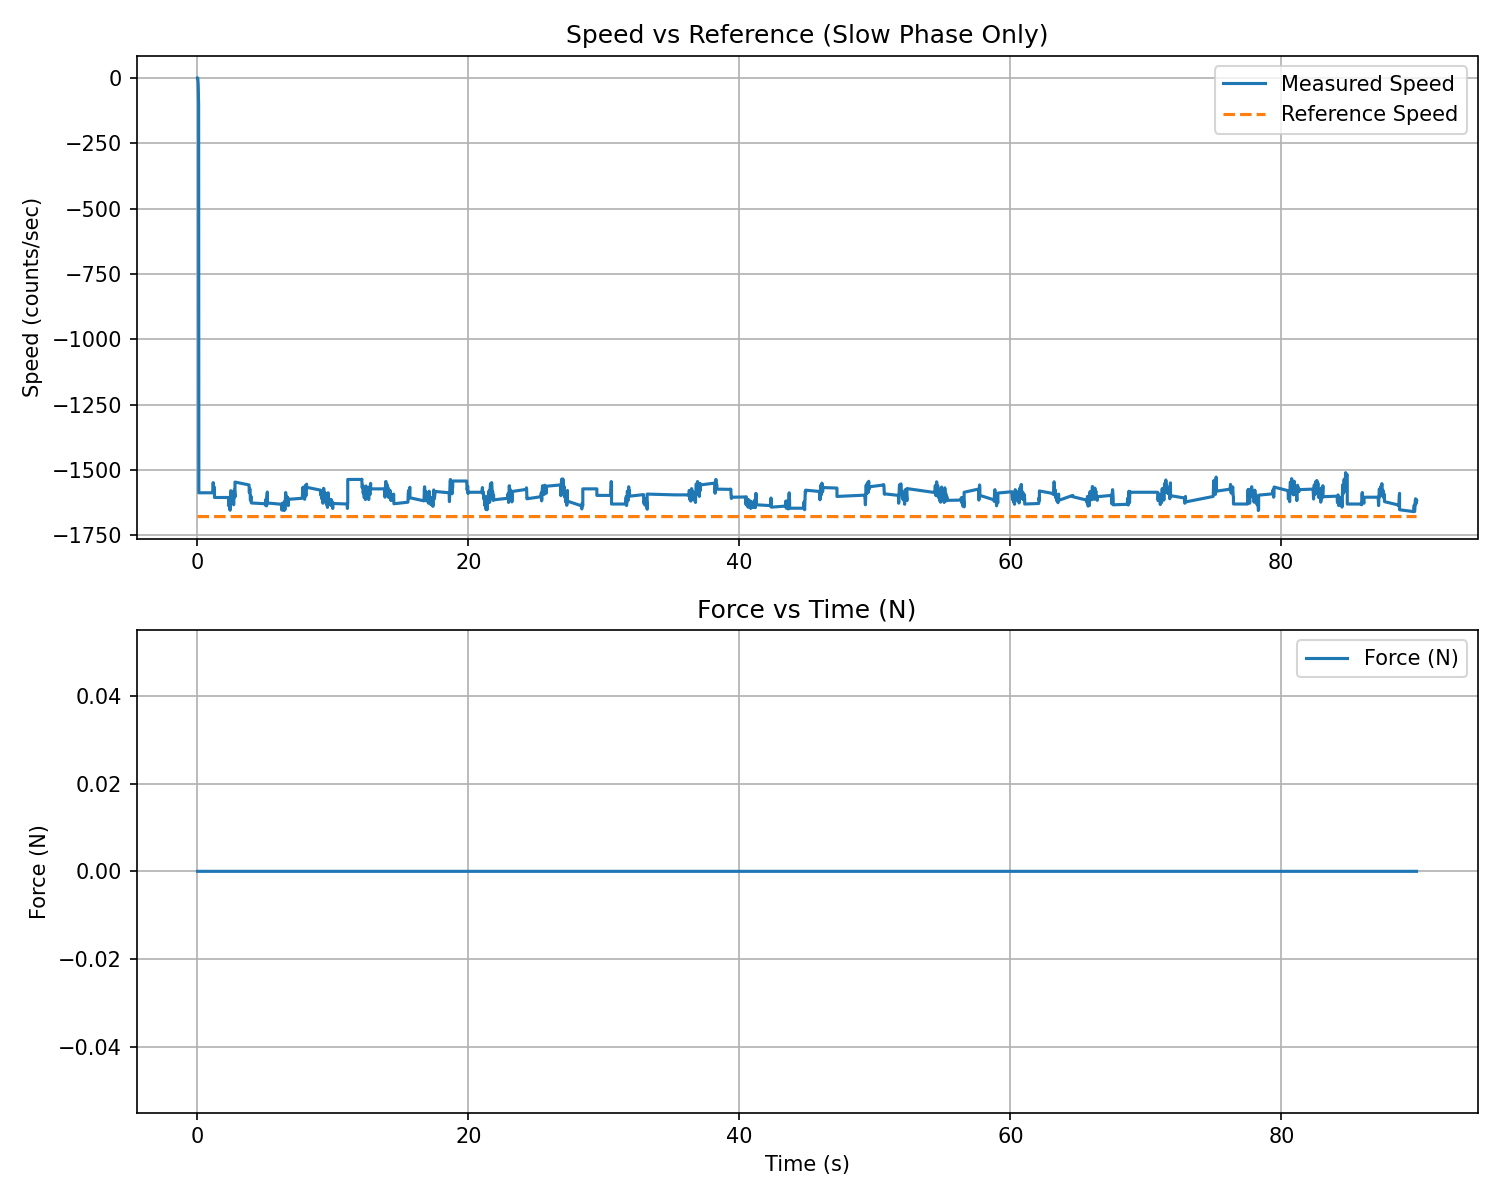 Speed vs Reference (Slow Phase Only)
Speed (counts/sec)
0
−250
−500
−750
−1000
−1250
−1500
−1750
Measured Speed
Reference Speed
0 20 40 60 80
Force vs Time (N)
Force (N)
0.04
0.02
0.00
−0.02
−0.04
Force (N)
0 20 40 60 80
Time (s)